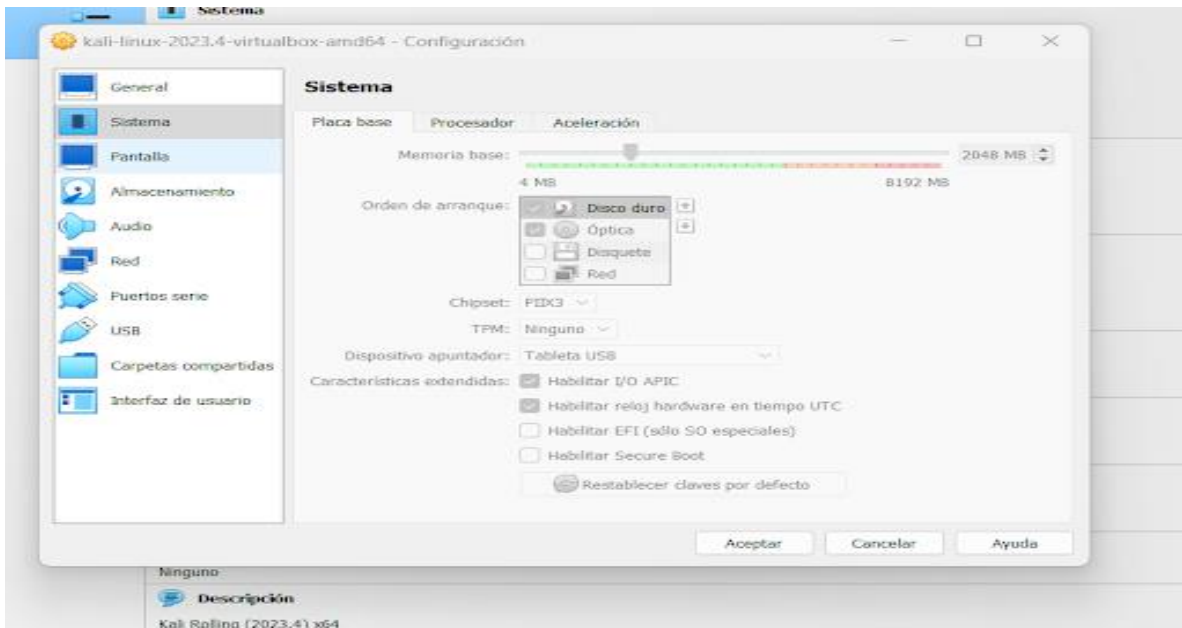 Sistema
kali-linux-2023.4-virtualbox-amd64 - Configuración
General
Sistema
Pantalla
Almacenamiento
Audio
Red
Puertos serie
USB
Carpetas compartidas
Interfaz de usuario
Sistema
Placa base Procesador Aceleración
Memoria base: 2048 MB
4 MB 8192 MB
Orden de arranque: Disco duro
Óptica
Disquete
Red
Chipset: PIIX3
TPM: Ninguno
Dispositivo apuntador: Tableta USB
Características extendidas: Habilitar I/O APIC
Habilitar reloj hardware en tiempo UTC
Habilitar EFI (sólo SO especiales)
Habilitar Secure Boot
Restablecer claves por defecto
Aceptar Cancelar Ayuda
Ninguno
Descripción
Kali Rolling (2023.4) x64